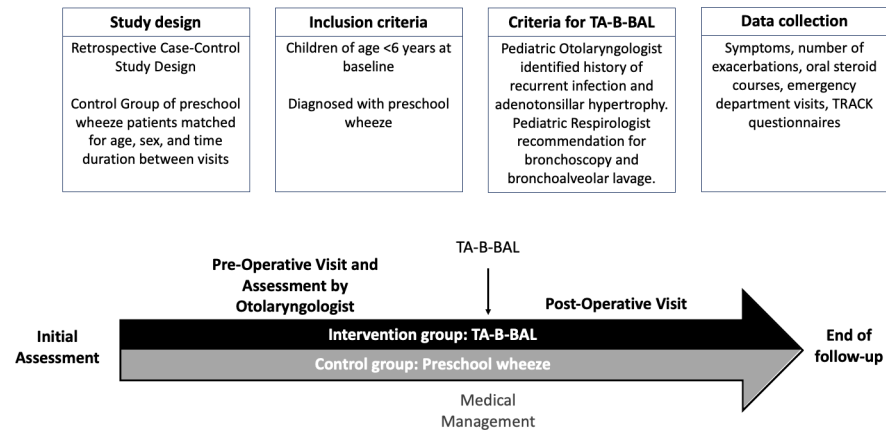 Study design
Retrospective Case-Control
Study Design
Control Group of preschool
wheeze patients matched
for age, sex, and time
duration between visits
Inclusion criteria
Children of age <6 years at
baseline
Diagnosed with preschool
wheeze
Criteria for TA-B-BAL
Pediatric Otolaryngologist
identified history of
recurrent infection and
adenotonsillar hypertrophy.
Pediatric Respirologist
recommendation for
bronchoscopy and
bronchoalveolar lavage.
Data collection
Symptoms, number of
exacerbations, oral steroid
courses, emergency
department visits, TRACK
questionnaires
TA-B-BAL
Pre-Operative Visit and
Assessment by
Otolaryngologist
Post-Operative Visit
Initial
Assessment
Intervention group: TA-B-BAL
Control group: Preschool wheeze
End of
follow-up
Medical
Management